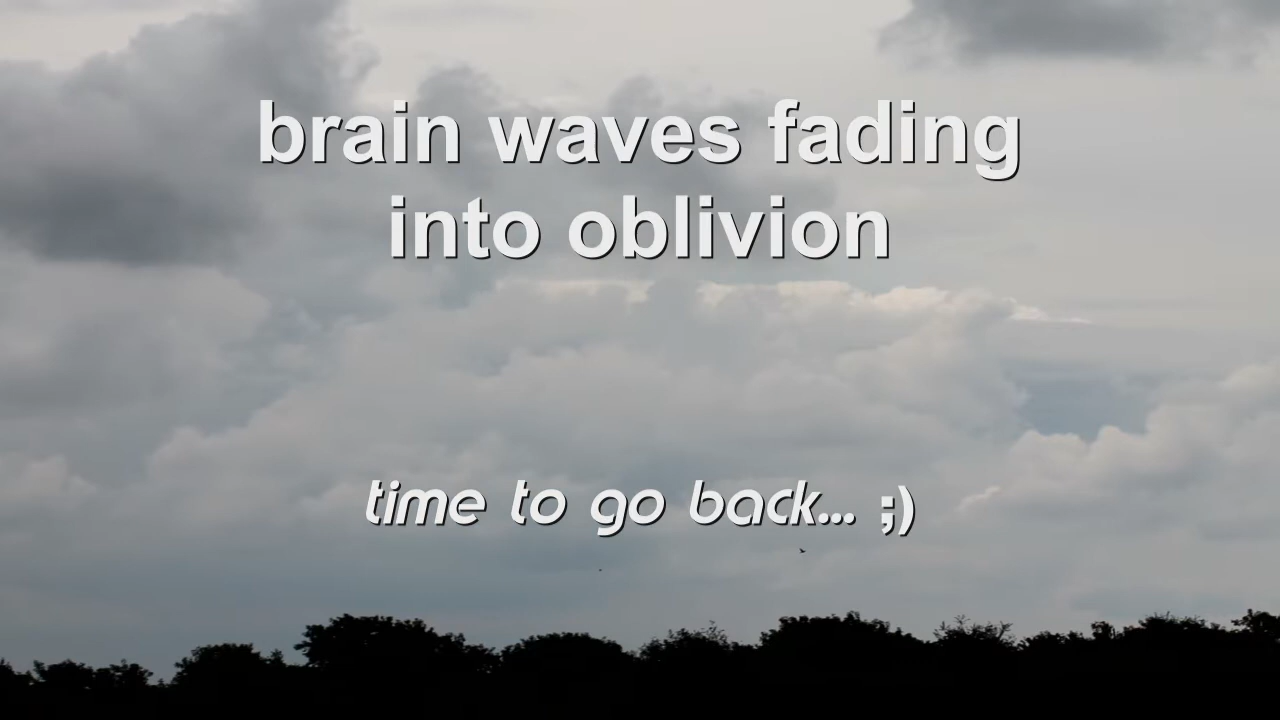 brain waves fading
into oblivion
time to go back... ;)